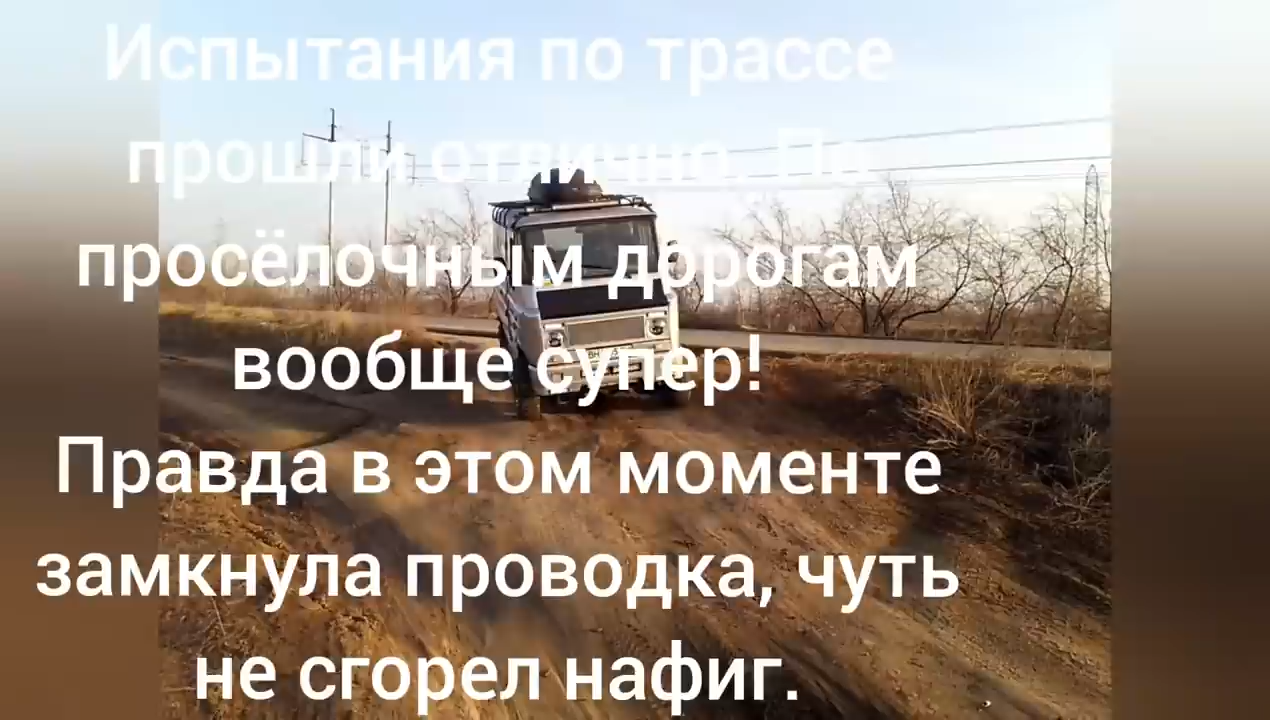 Испытания по трассе
прошли отлично. По
просёлочным дорогам
вообще супер!
Правда в этом моменте
замкнула проводка, чуть
не сгорел нафиг.